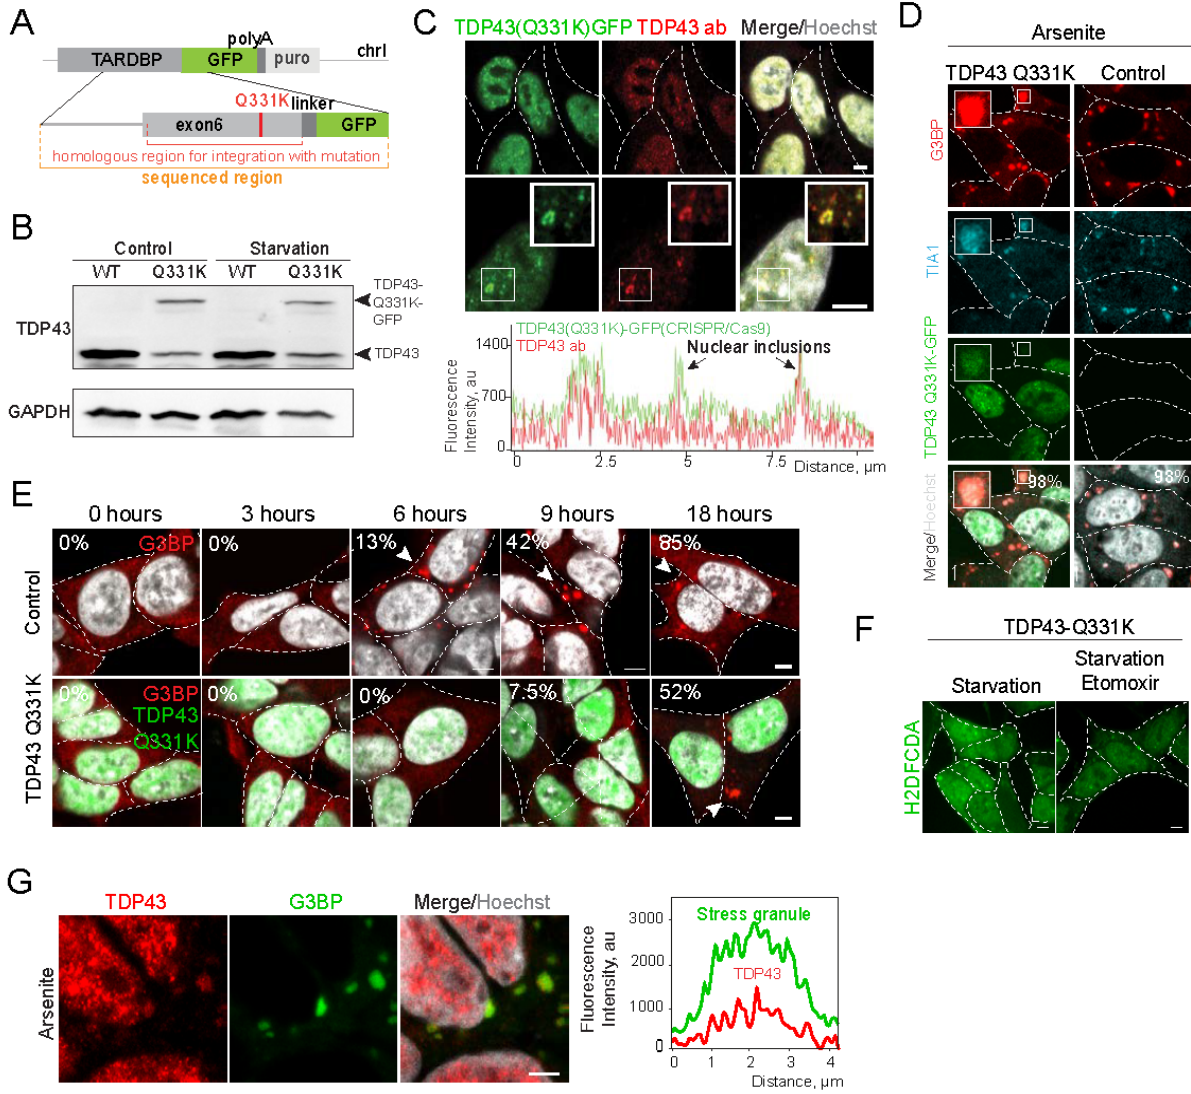 A
TARDBP
GFP
polyA
puro
chrI
Q331K
linker
exon6
GFP
homologous region for integration with mutation
sequenced region
B
Control
Starvation
WT
Q331K
WT
Q331K
TDP43
TDP43-
Q331K-
GFP
TDP43
GAPDH
C
TDP43(Q331K)GFP
TDP43 ab
Merge/Hoechst
TDP43(Q331K)-GFP(CRISPR/Cas9)
TDP43 ab
Nuclear inclusions
Fluorescence
Intensity, au
1400
700
0
0
2.5
5
7.5
Distance, µm
D
Arsenite
TDP43 Q331K
Control
G3BP
TIA1
TDP43 Q331K-GFP
Merge/Hoechst
98%
98%
E
0 hours
3 hours
6 hours
9 hours
18 hours
Control
0%
G3BP
0%
13%
42%
85%
TDP43 Q331K
0%
G3BP
TDP43
Q331K
0%
0%
7.5%
52%
F
TDP43-Q331K
Starvation
Starvation
Etomoxir
H2DFCDA
G
TDP43
G3BP
Merge/Hoechst
Arsenite
Fluorescence
Intensity, au
Stress granule
TDP43
3000
2000
1000
0
0
1
2
3
4
Distance, µm